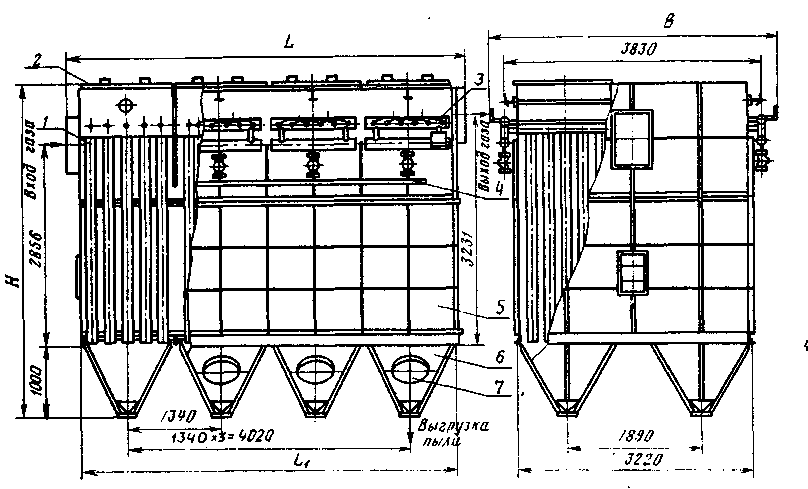 L
B
3830
2
3
1
Вход газа
Выход газа
4
H
2856
3231
5
6
7
1000
1340
1340×3=4020
Выгрузка
пыли
L1
1890
3220